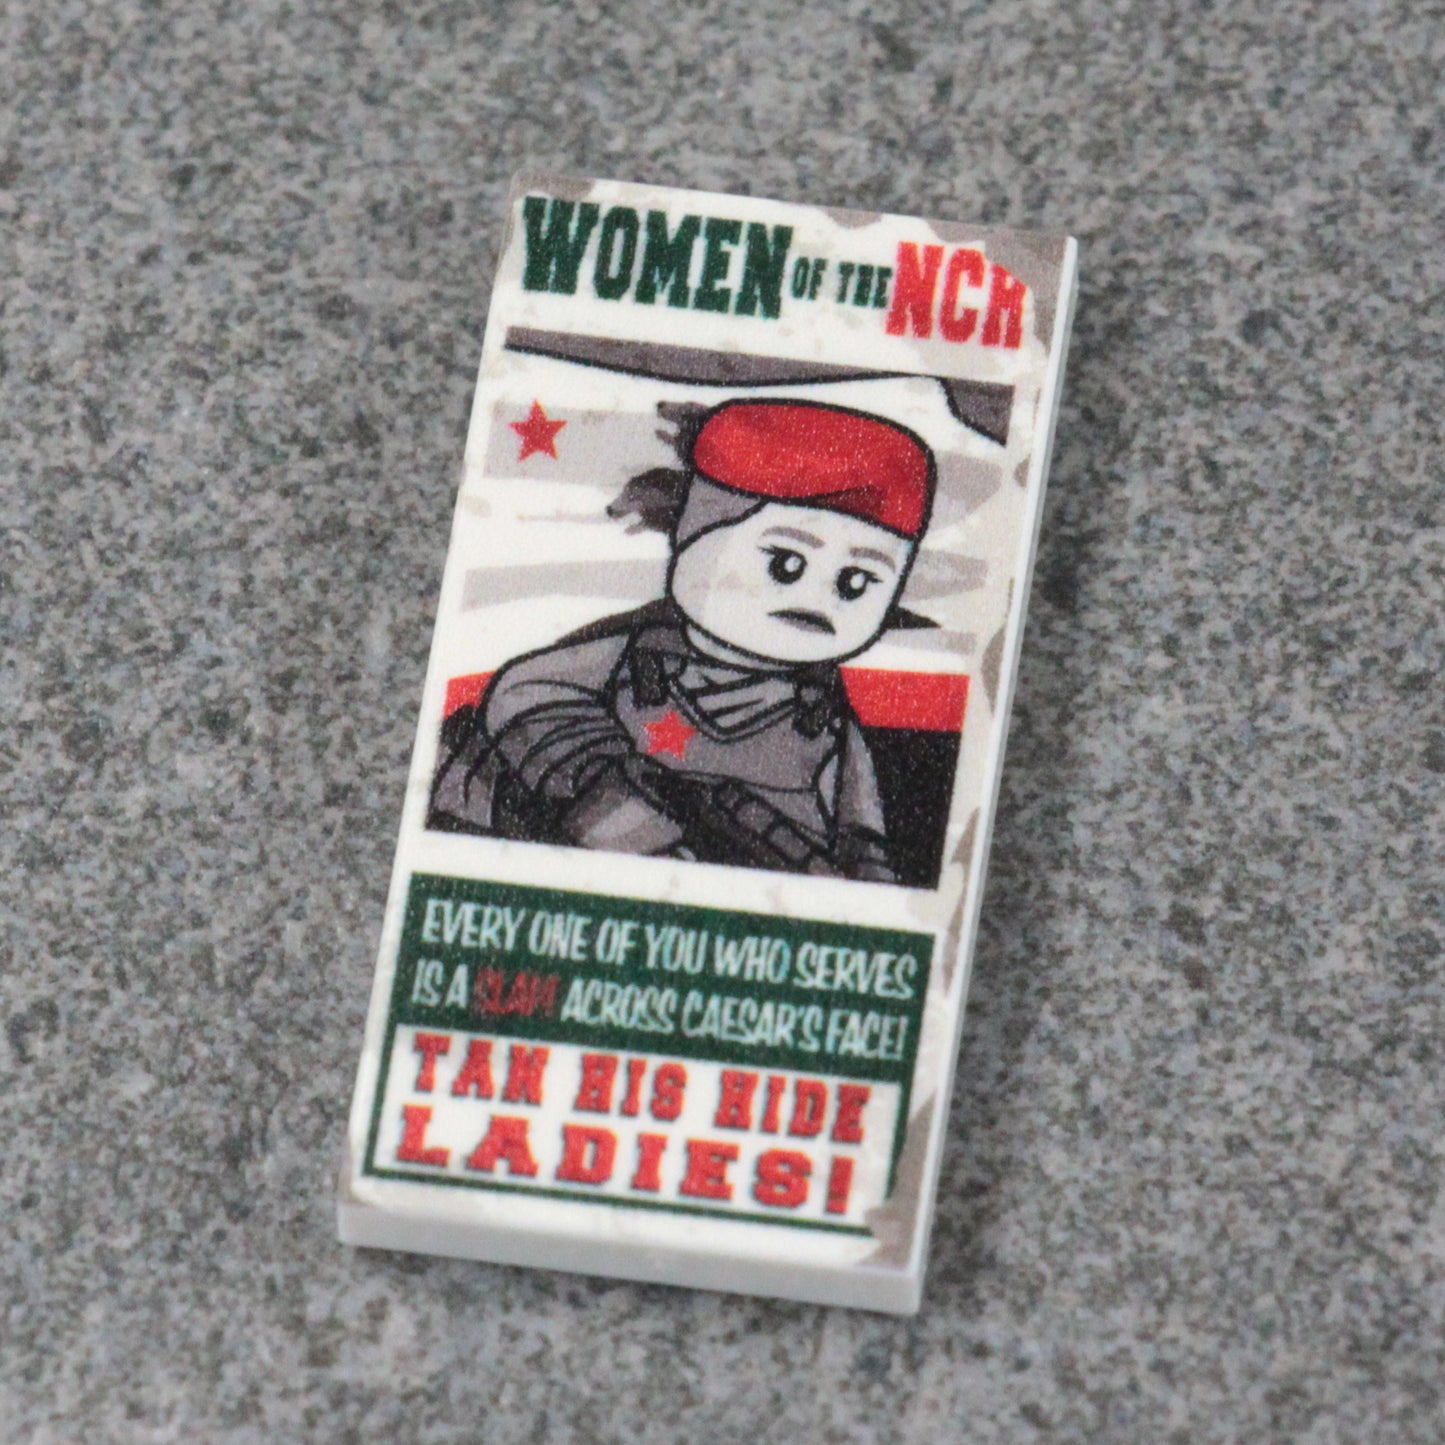 WOMEN OF THE NCR
EVERY ONE OF YOU WHO SERVES
IS A SLAP ACROSS CAESAR'S FACE!
TAN HIS HIDE
LADIES!